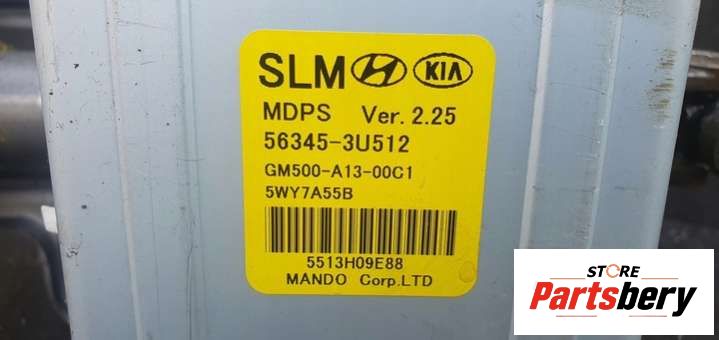 SLM KIA
MDPS Ver. 2.25
56345-3U512
GM500-A13-00C1
5WY7A55B
5513H09E88
MANDO Corp.LTD
STORE
Partsbery